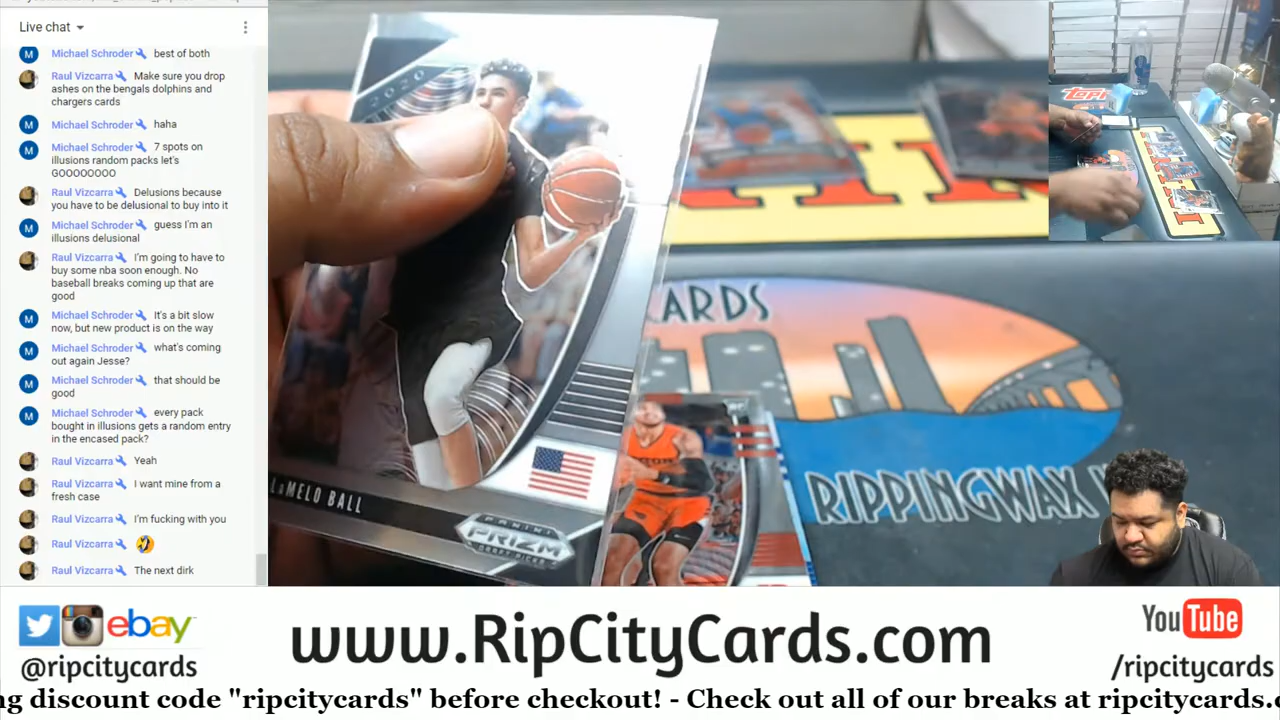 Live chat
Michael Schroder best of both
Raul Vizcarra Make sure you drop
ashes on the bengals dolphins and
chargers cards
Michael Schroder haha
Michael Schroder 7 spots on
illusions random packs let's
GOOOOOOOO
Raul Vizcarra Delusions because
you have to be delusional to buy into it
Michael Schroder guess I'm an
illusions delusional
Raul Vizcarra I'm going to have to
buy some nba soon enough. No
baseball breaks coming up that are
good
Michael Schroder It's a bit slow
now, but new product is on the way
Michael Schroder what's coming
out again Jesse?
Michael Schroder that should be
good
Michael Schroder every pack
bought in illusions gets a random entry
in the encased pack?
Raul Vizcarra Yeah
Raul Vizcarra I want mine from a
fresh case
Raul Vizcarra I'm fucking with you
Raul Vizcarra 🤣
Raul Vizcarra The next dirk
M
M
M
M
M
M
M
M
2020
LaMELO BALL
PANINI
PRIZM
DRAFT PICKS
CARDS
RIPPINGWAX
TOPPS
ebay
@ripcitycards
www.RipCityCards.com
YouTube
/ripcitycards
ng discount code "ripcitycards" before checkout! - Check out all of our breaks at ripcitycards.c